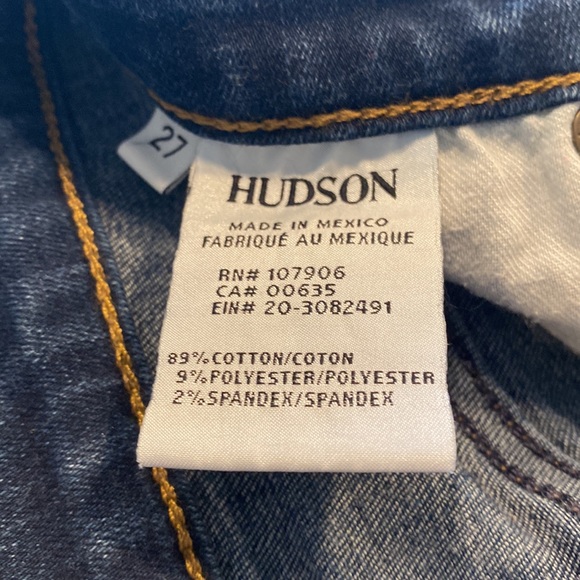 27
HUDSON
MADE IN MEXICO
FABRIQUÉ AU MEXIQUE
RN# 107906
CA# 00635
EIN# 20-3082491
89%COTTON/COTON
9%POLYESTER/POLYESTER
2%SPANDEX/SPANDEX